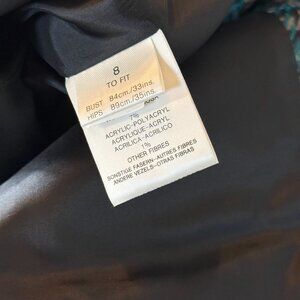 8
TO FIT
BUST 84cm./33ins.
HIPS 89cm./35ins.
7%
ACRYLIC-POLYACRYL
ACRYLIQUE-ACRYL
ACRILICA-ACRILICO
1%
OTHER FIBRES
SONSTIGE FASERN-AUTRES FIBRES
ANDERE VEZELS-OTRAS FIBRAS